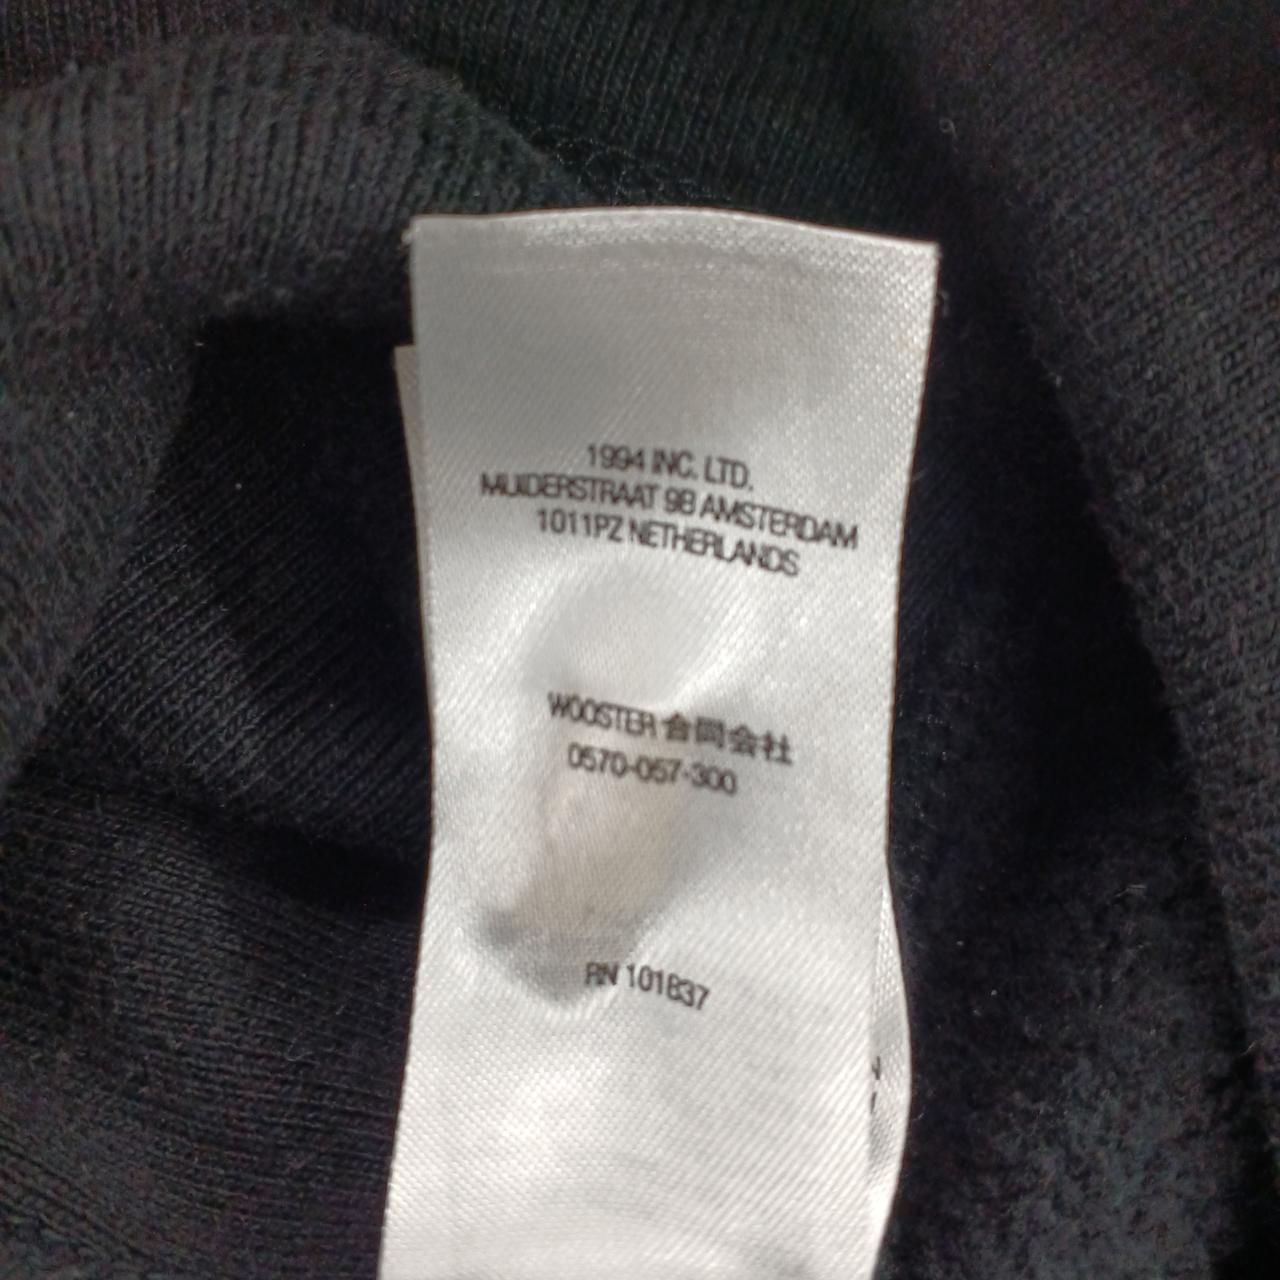 1994 INC. LTD.
MUIDERSTRAAT 9B AMSTERDAM
1011PZ NETHERLANDS
WOOSTER 合同会社
0570-057-300
RN 101837